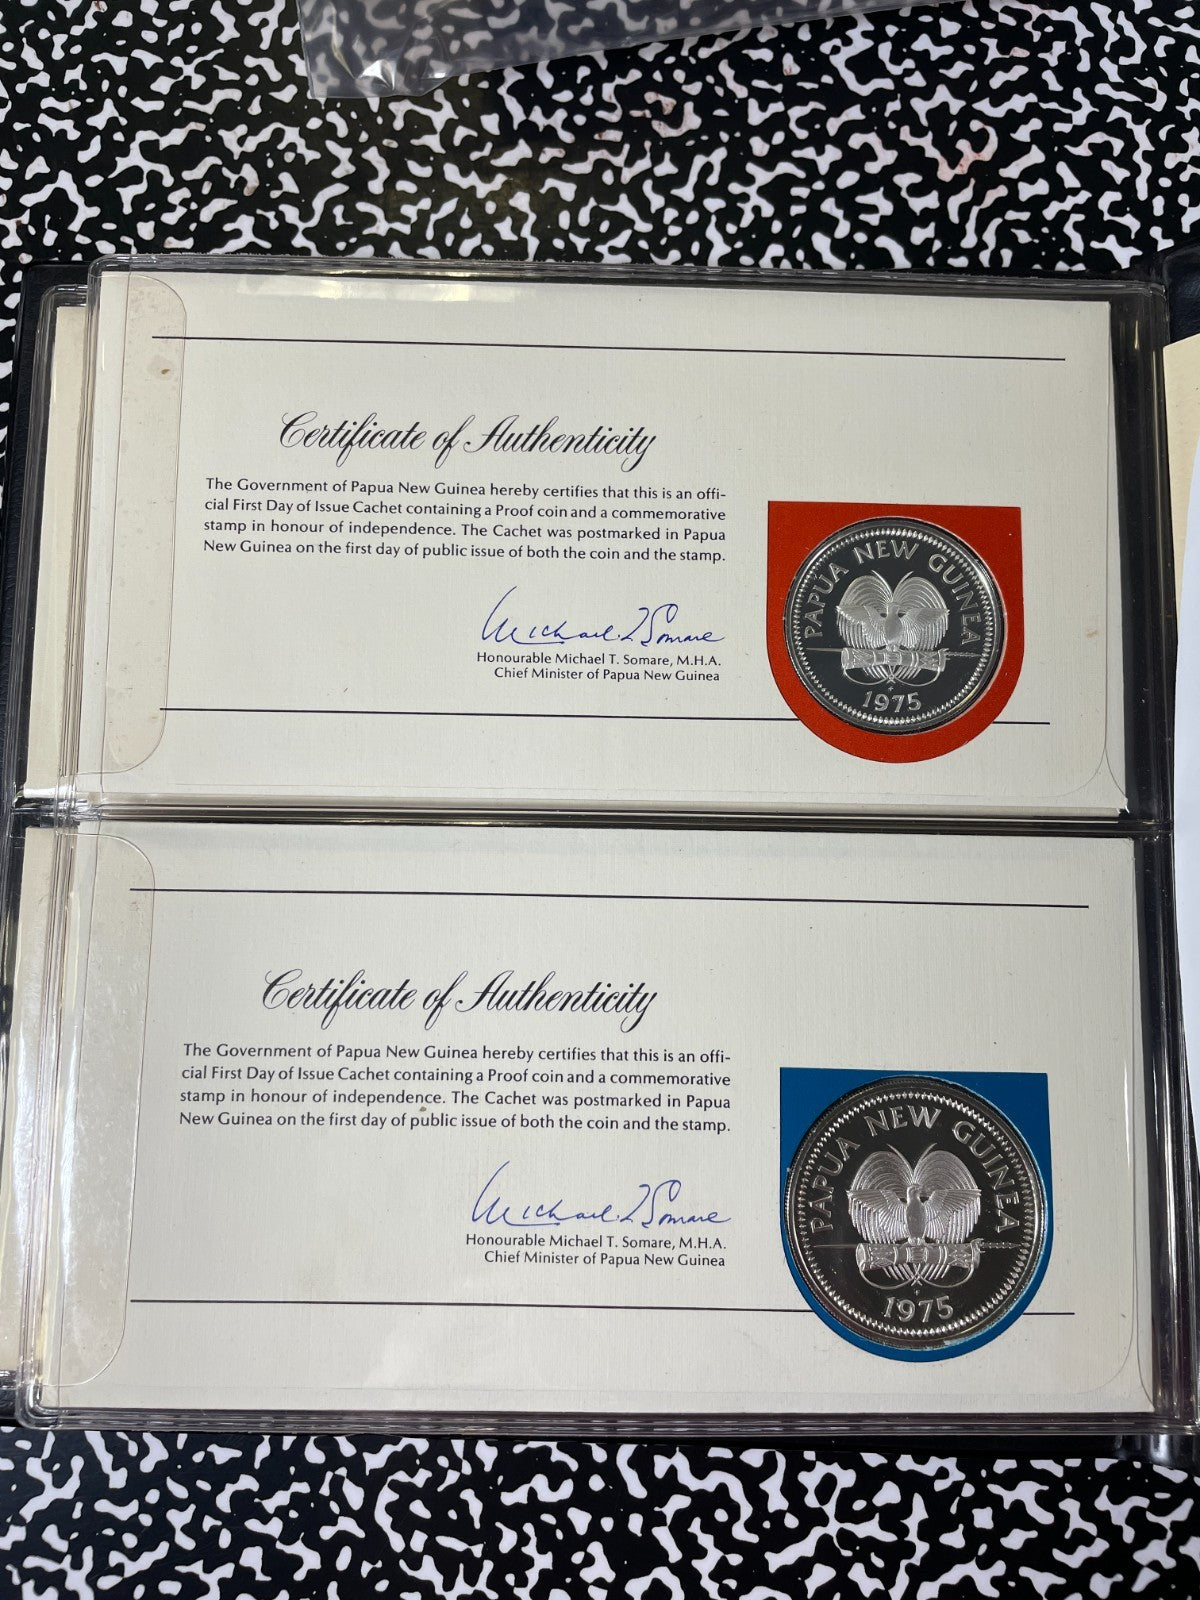 Certificate of Authenticity
The Government of Papua New Guinea hereby certifies that this is an offi-
cial First Day of Issue Cachet containing a Proof coin and a commemorative
stamp in honour of independence. The Cachet was postmarked in Papua
New Guinea on the first day of public issue of both the coin and the stamp.
Michael T Somare
Honourable Michael T. Somare, M.H.A.
Chief Minister of Papua New Guinea
PAPUA NEW GUINEA
1975
Certificate of Authenticity
The Government of Papua New Guinea hereby certifies that this is an offi-
cial First Day of Issue Cachet containing a Proof coin and a commemorative
stamp in honour of independence. The Cachet was postmarked in Papua
New Guinea on the first day of public issue of both the coin and the stamp.
Michael T Somare
Honourable Michael T. Somare, M.H.A.
Chief Minister of Papua New Guinea
PAPUA NEW GUINEA
1975